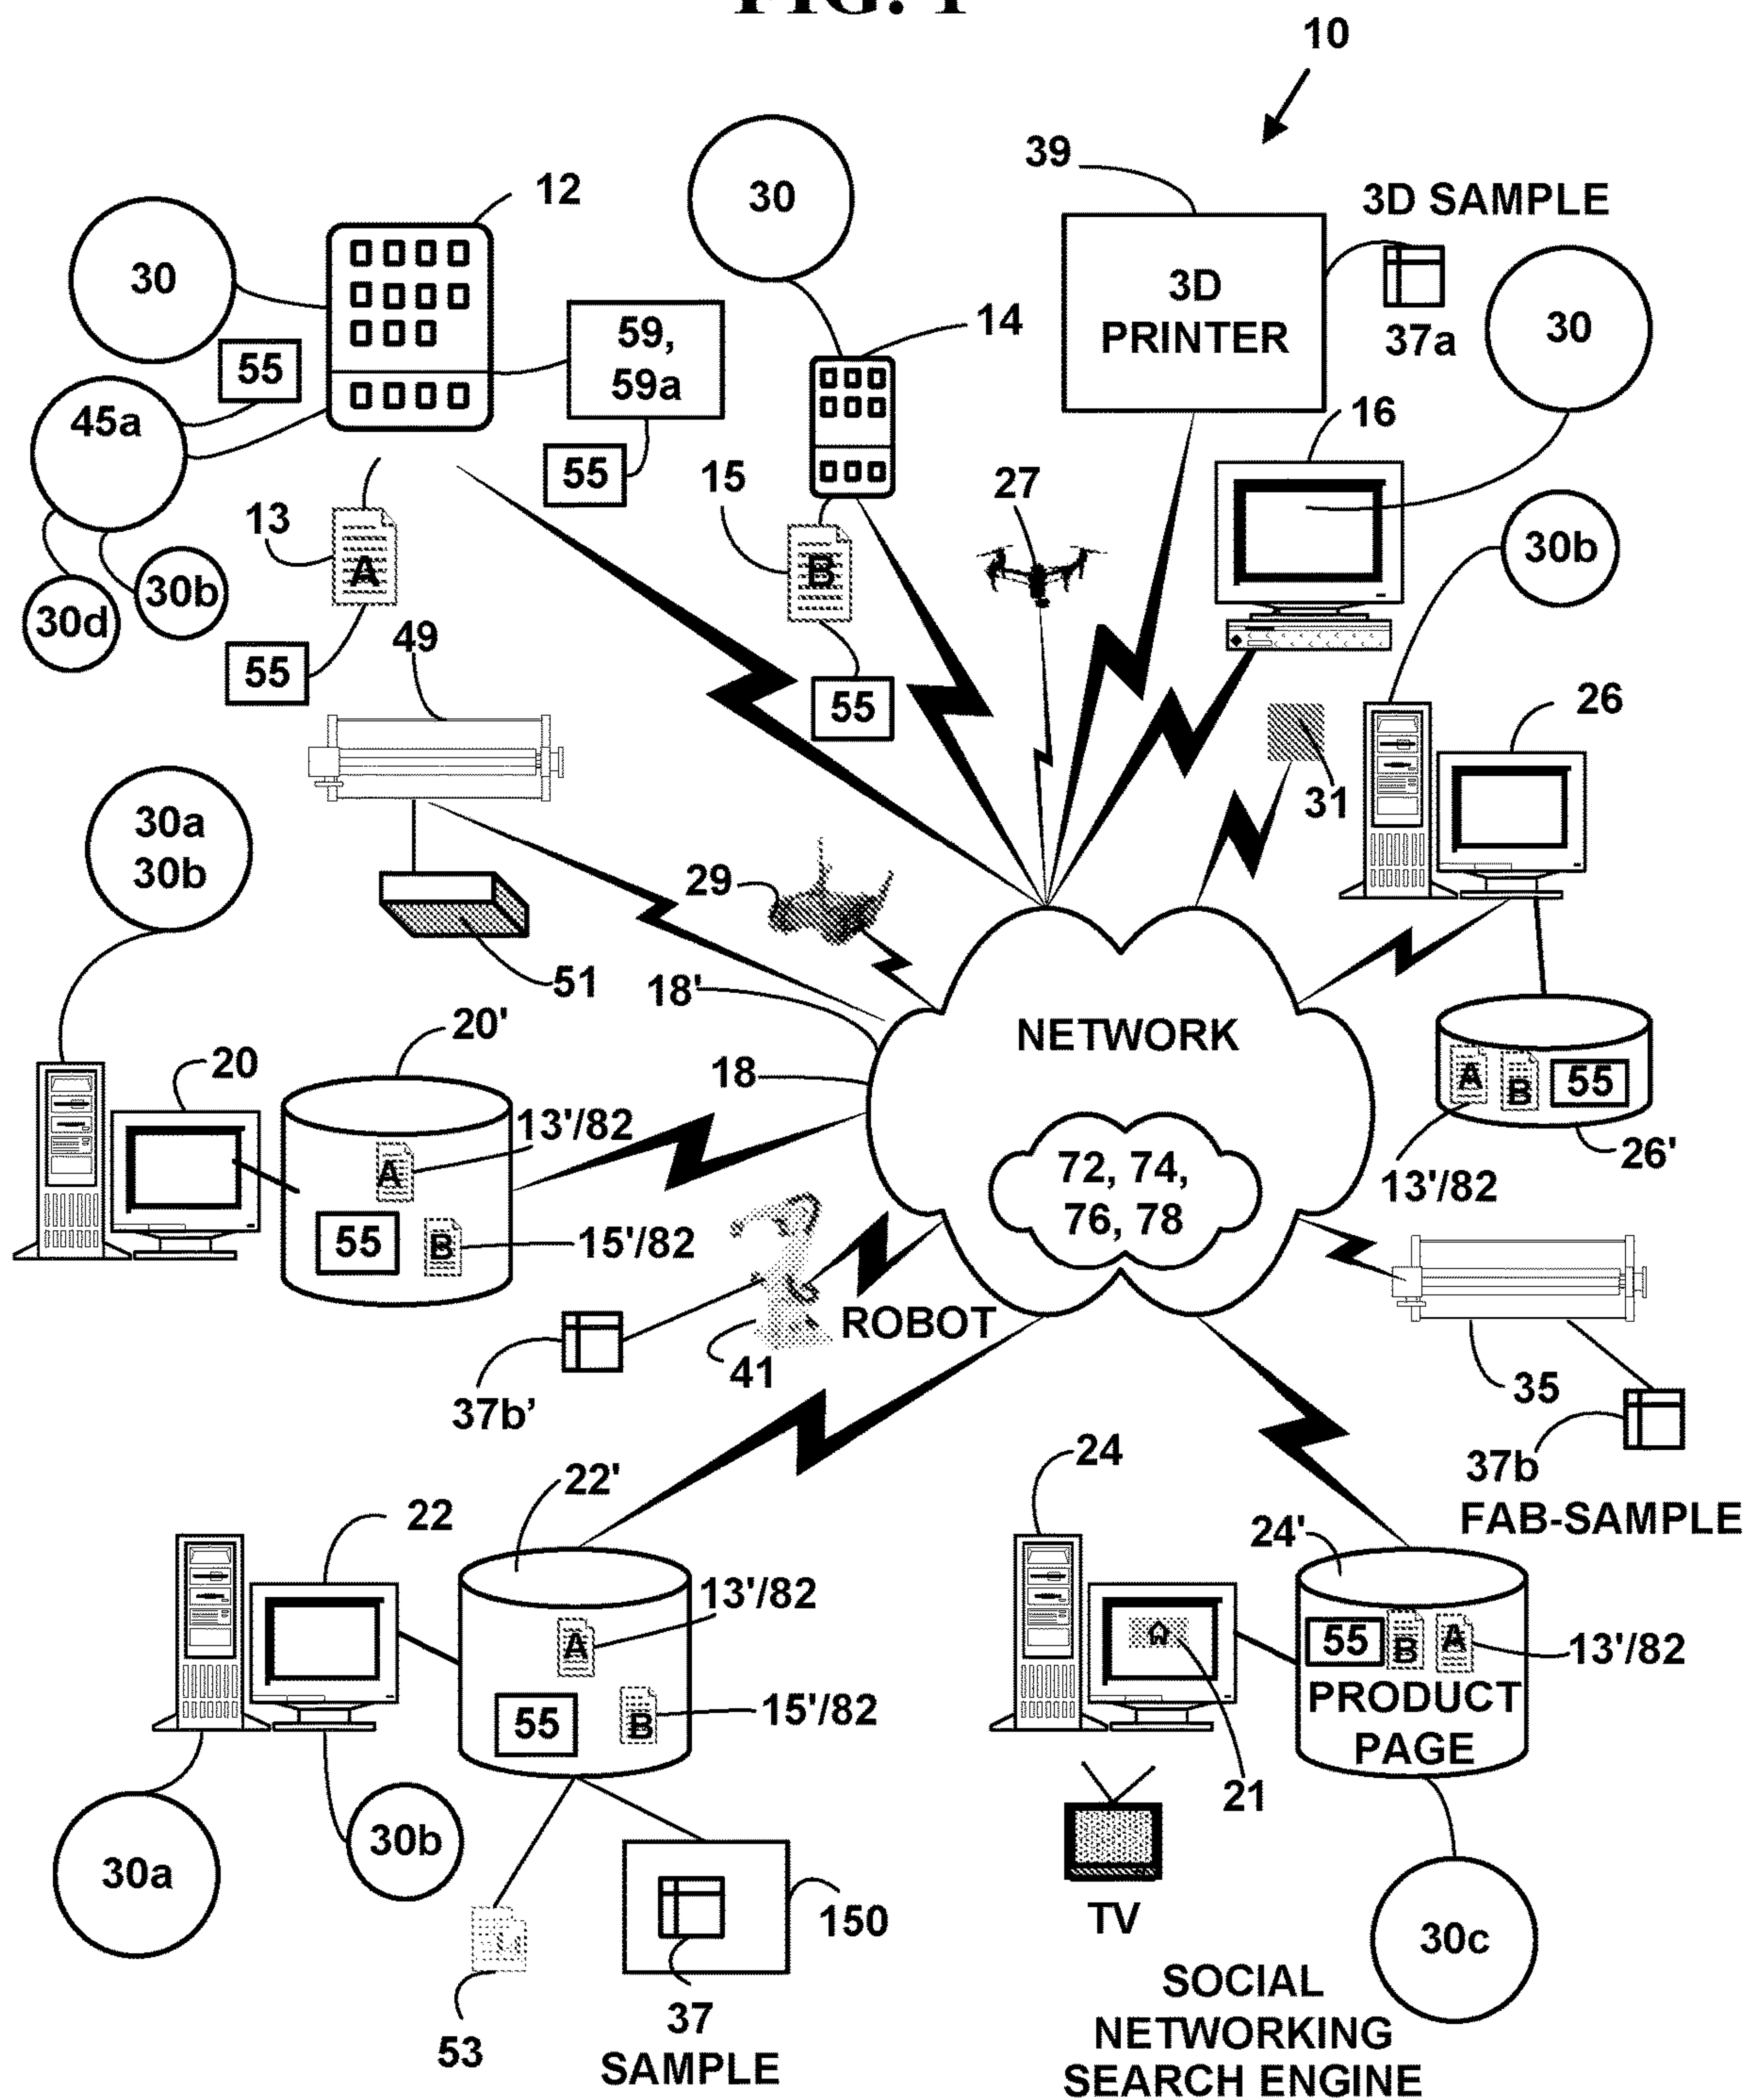 FIG. 1
10
39
12
30
3D SAMPLE
30
3D
PRINTER
37a
30
59,
59a
14
55
45a
16
55
15
27
13
A
B
30b
30d
30b
49
55
55
26
31
30a
30b
29
51
18'
20'
NETWORK
20
18
A
B
55
13'/82
A
72, 74,
76, 78
13'/82
26'
55
B
15'/82
ROBOT
41
37b’
35
24
37b
22'
FAB-SAMPLE
22
24'
13'/82
A
55
B
A
13'/82
PRODUCT
PAGE
55
B
15'/82
21
30b
30a
150
TV
30c
37
53
SAMPLE
SOCIAL
NETWORKING
SEARCH ENGINE